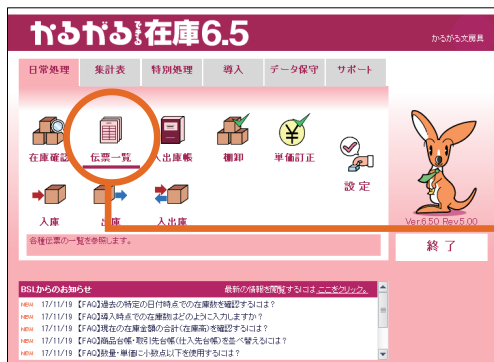 かるがるできる在庫6.5
かるがる文房具
日常処理 集計表 特別処理 導入 データ保守 サポート
在庫確認 伝票一覧 入出庫帳 棚卸 単価訂正
設定
入庫 出庫 入出庫
Ver.6.50 Rev.5.00
各種伝票の一覧を参照します。
終了
BSLからのお知らせ 最新の情報を閲覧するには ここをクリック。
NEW 17/11/19 【FAQ】過去の特定の日付時点での在庫数を確認するには？
NEW 17/11/19 【FAQ】導入時点での在庫数はどのように入力しますか？
NEW 17/11/19 【FAQ】現在の在庫金額の合計(在庫高)を確認するには？
NEW 17/11/19 【FAQ】商品台帳・取引先台帳(仕入先台帳)を並べ替えるには？
NEW 17/11/19 【FAQ】数量・単価に小数点以下を使用するには？